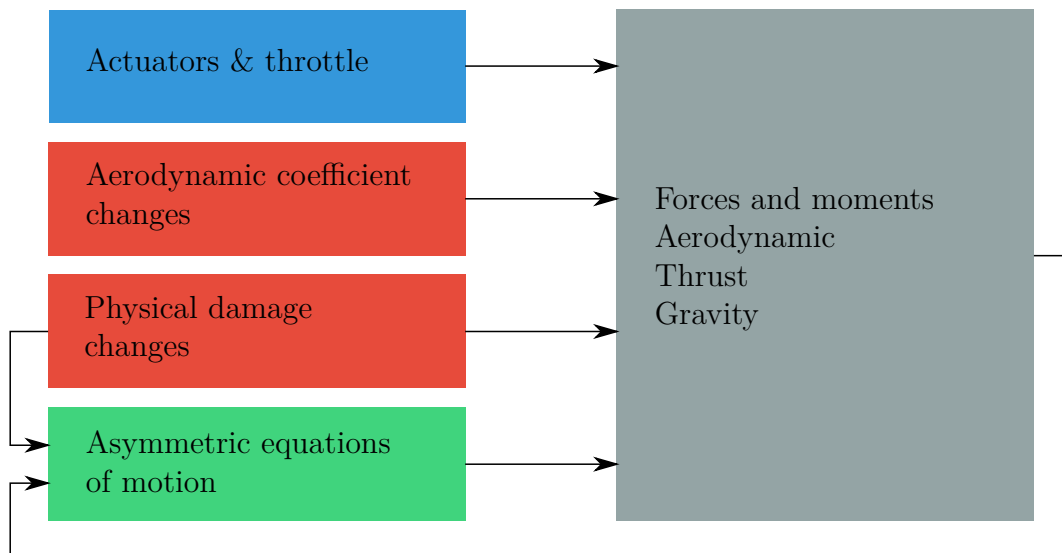 Actuators & throttle
Aerodynamic coefficient
changes
Physical damage
changes
Asymmetric equations
of motion
Forces and moments
Aerodynamic
Thrust
Gravity